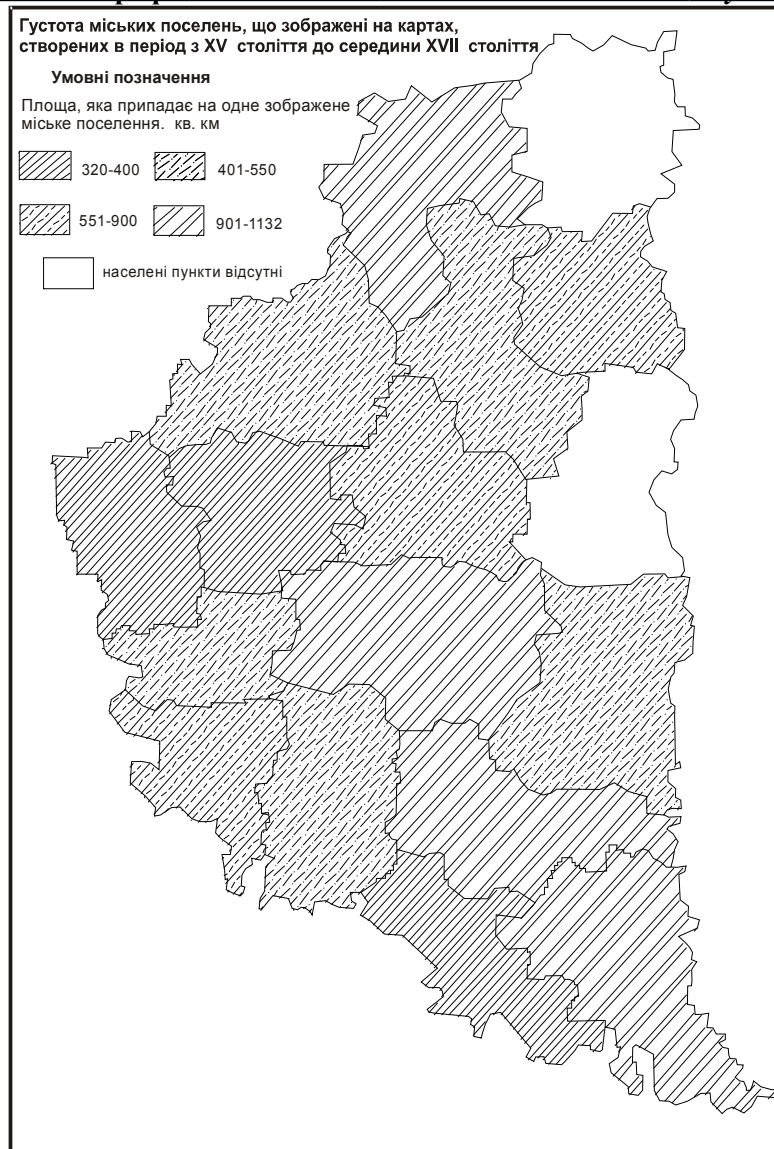 Густота міських поселень, що зображені на картах,
створених в період з XV століття до середини XVII століття
Умовні позначення
Площа, яка припадає на одне зображене
міське поселення. кв. км
320-400 401-550
551-900 901-1132
населені пункти відсутні